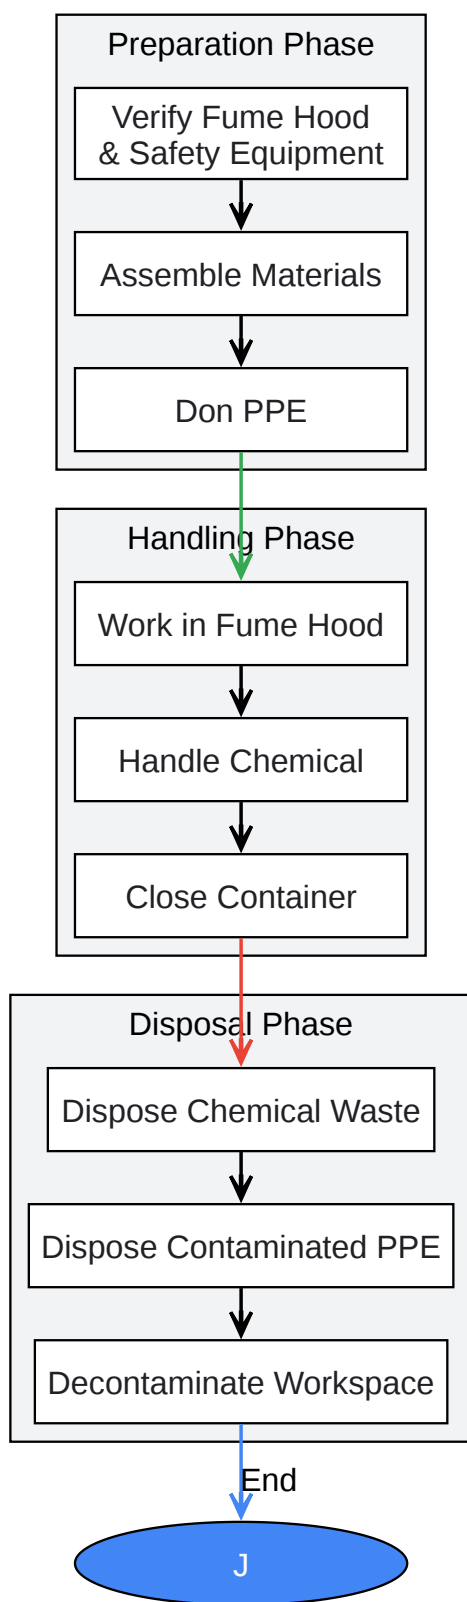 Preparation Phase
Verify Fume Hood
& Safety Equipment
Assemble Materials
Don PPE
Handling Phase
Work in Fume Hood
Handle Chemical
Close Container
Disposal Phase
Dispose Chemical Waste
Dispose Contaminated PPE
Decontaminate Workspace
End
J